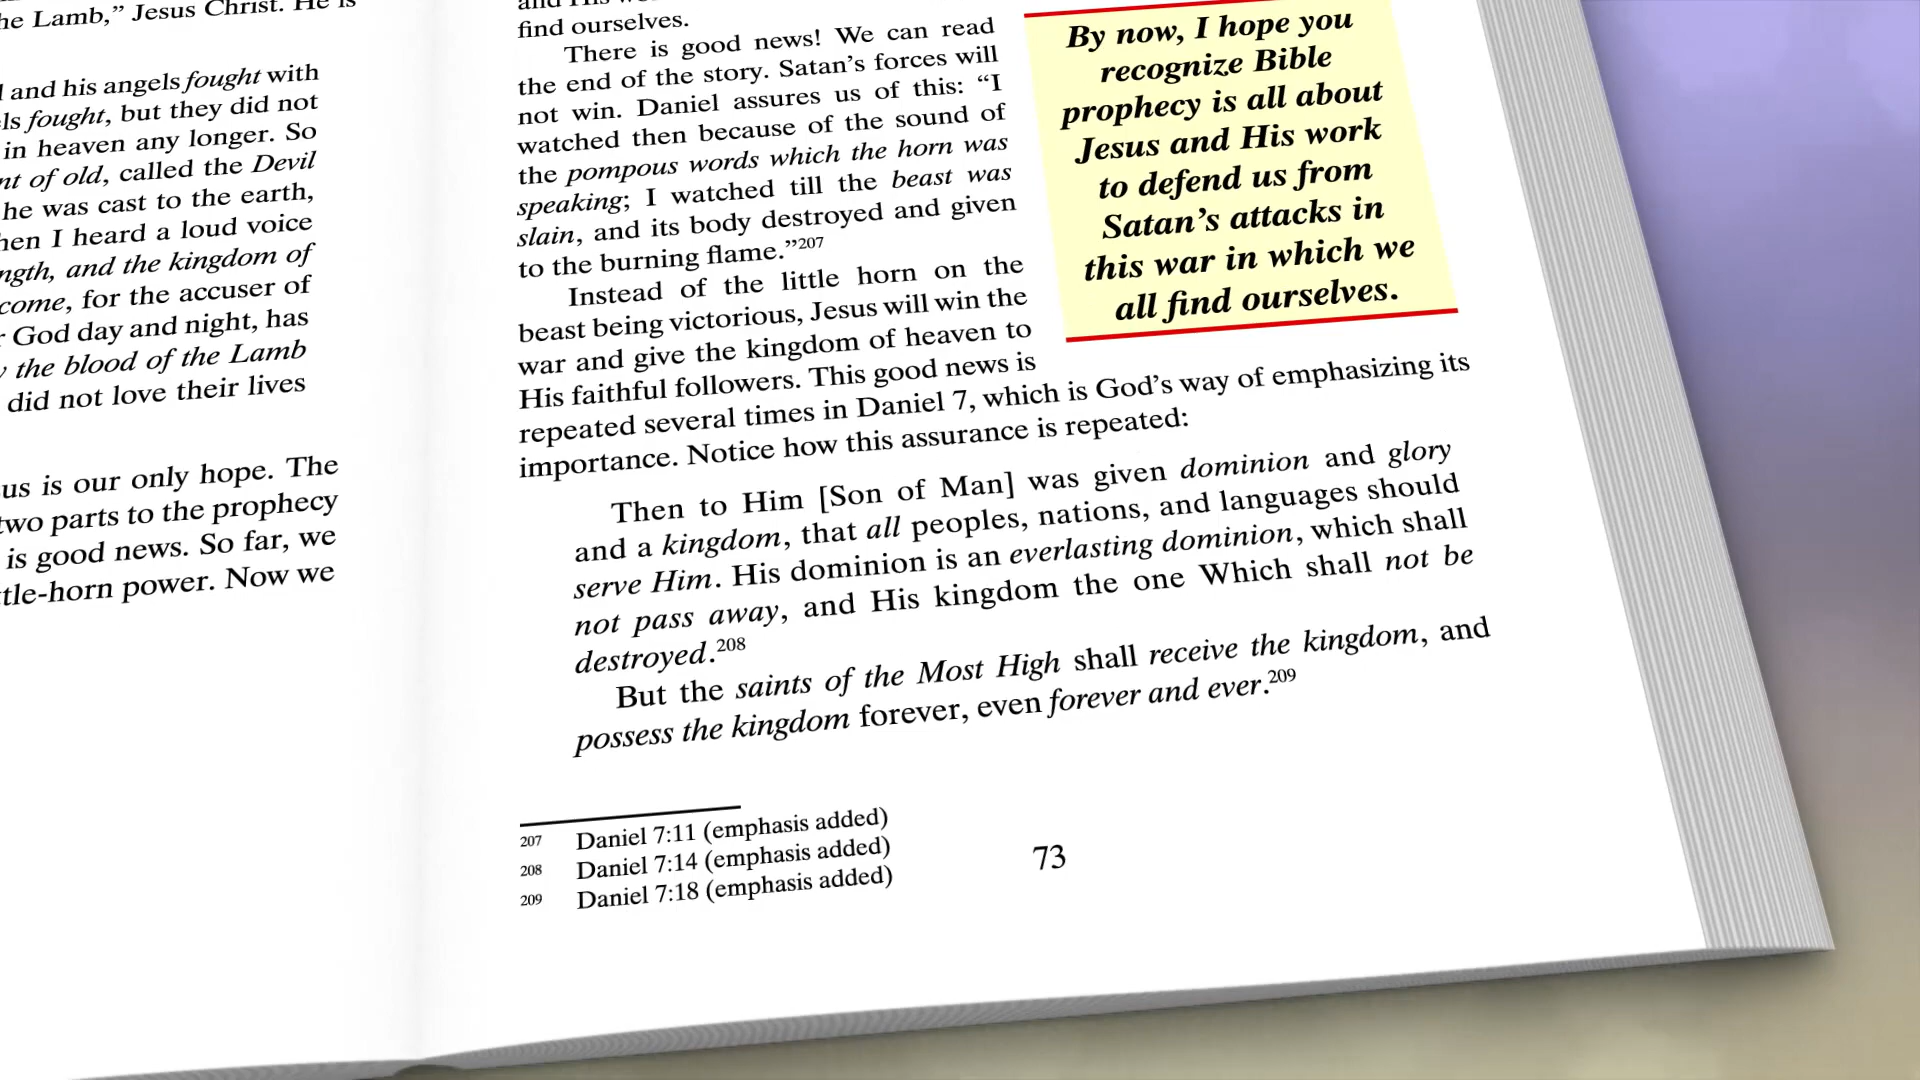 he Lamb,” Jesus Christ. He is
l and his angels fought with
els fought, but they did not
in heaven any longer. So
nt of old, called the Devil
he was cast to the earth,
hen I heard a loud voice
ngth, and the kingdom of
come, for the accuser of
r God day and night, has
y the blood of the Lamb
did not love their lives
us is our only hope. The
two parts to the prophecy
is good news. So far, we
tle-horn power. Now we
find ourselves.
There is good news! We can read
the end of the story. Satan’s forces will
not win. Daniel assures us of this: “I
watched then because of the sound of
the pompous words which the horn was
speaking; I watched till the beast was
slain, and its body destroyed and given
to the burning flame.”207
Instead of the little horn on the
beast being victorious, Jesus will win the
war and give the kingdom of heaven to
His faithful followers. This good news is
repeated several times in Daniel 7, which is God’s way of emphasizing its
importance. Notice how this assurance is repeated:
Then to Him [Son of Man] was given dominion and glory
and a kingdom, that all peoples, nations, and languages should
serve Him. His dominion is an everlasting dominion, which shall
not pass away, and His kingdom the one Which shall not be
destroyed.208
But the saints of the Most High shall receive the kingdom, and
possess the kingdom forever, even forever and ever.209
By now, I hope you
recognize Bible
prophecy is all about
Jesus and His work
to defend us from
Satan’s attacks in
this war in which we
all find ourselves.
207 Daniel 7:11 (emphasis added)
208 Daniel 7:14 (emphasis added)
209 Daniel 7:18 (emphasis added)
73